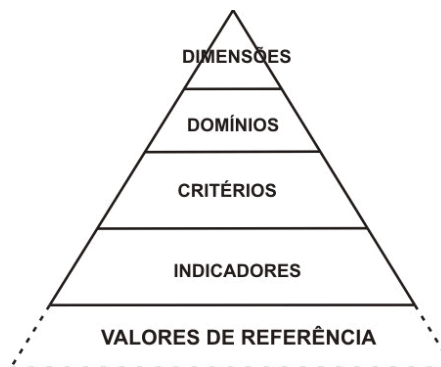 DIMENSÕES
DOMÍNIOS
CRITÉRIOS
INDICADORES
VALORES DE REFERÊNCIA